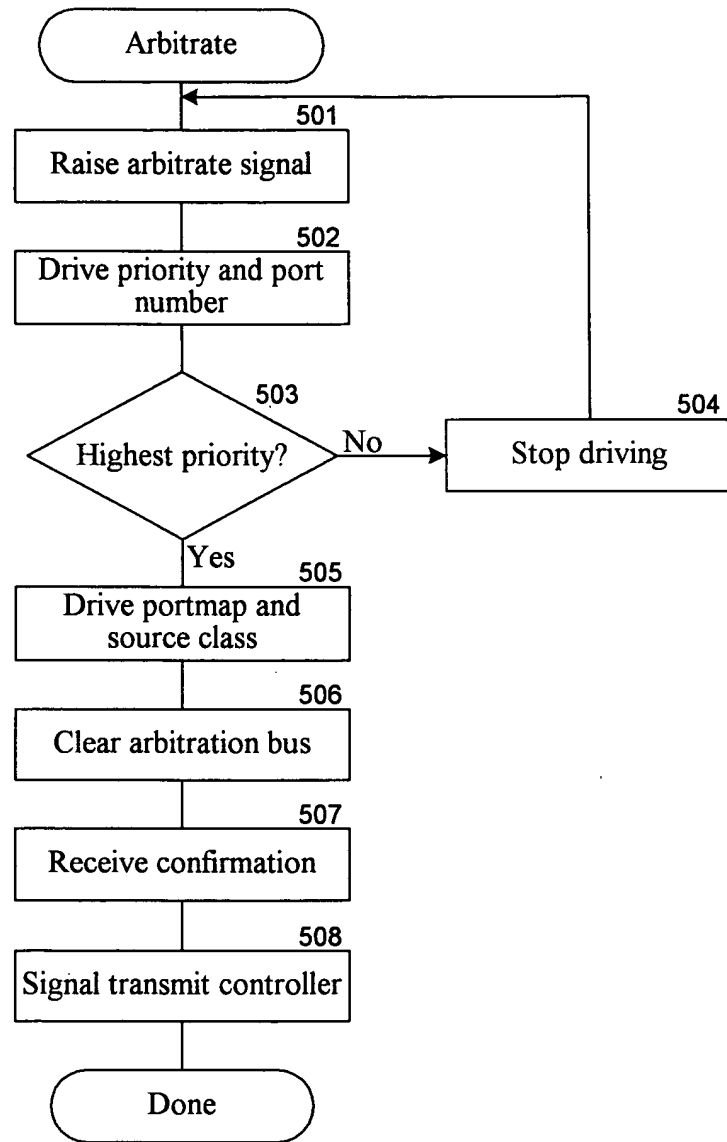 Arbitrate
501
Raise arbitrate signal
502
Drive priority and port
number
503
Highest priority?
No
504
Stop driving
Yes
505
Drive portmap and
source class
506
Clear arbitration bus
507
Receive confirmation
508
Signal transmit controller
Done